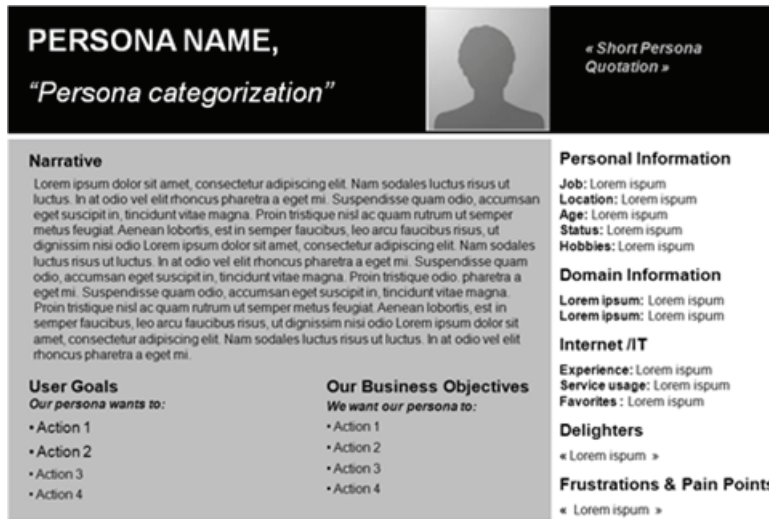 PERSONA NAME,
“Persona categorization”
« Short Persona
Quotation »
Narrative
Lorem ipsum dolor sit amet, consectetur adipiscing elit. Nam sodales luctus risus ut
luctus. In at odio vel elit rhoncus pharetra a eget mi. Suspendisse quam odio, accumsan
eget suscipit in, tincidunt vitae magna. Proin tristique nisl ac quam rutrum ut semper
metus feugiat. Aenean lobortis, est in semper faucibus, leo arcu faucibus risus, ut
dignissim nisi odio Lorem ipsum dolor sit amet, consectetur adipiscing elit. Nam sodales
luctus risus ut luctus. In at odio vel elit rhoncus pharetra a eget mi. Suspendisse quam
odio, accumsan eget suscipit in, tincidunt vitae magna. Proin tristique odio. pharetra a
eget mi. Suspendisse quam odio, accumsan eget suscipit in, tincidunt vitae magna.
Proin tristique nisl ac quam rutrum ut semper metus feugiat. Aenean lobortis, est in
semper faucibus, leo arcu faucibus risus, ut dignissim nisi odio Lorem ipsum dolor sit
amet, consectetur adipiscing elit. Nam sodales luctus risus ut luctus. In at odio vel elit
rhoncus pharetra a eget mi.
User Goals
Our persona wants to:
• Action 1
• Action 2
• Action 3
• Action 4
Our Business Objectives
We want our persona to:
• Action 1
• Action 2
• Action 3
• Action 4
Personal Information
Job: Lorem ispum
Location: Lorem ispum
Age: Lorem ispum
Status: Lorem ispum
Hobbies: Lorem ispum
Domain Information
Lorem ipsum: Lorem ispum
Lorem ipsum: Lorem ispum
Internet /IT
Experience: Lorem ispum
Service usage: Lorem ispum
Favorites : Lorem ispum
Delighters
« Lorem ispum »
Frustrations & Pain Points
« Lorem ispum »